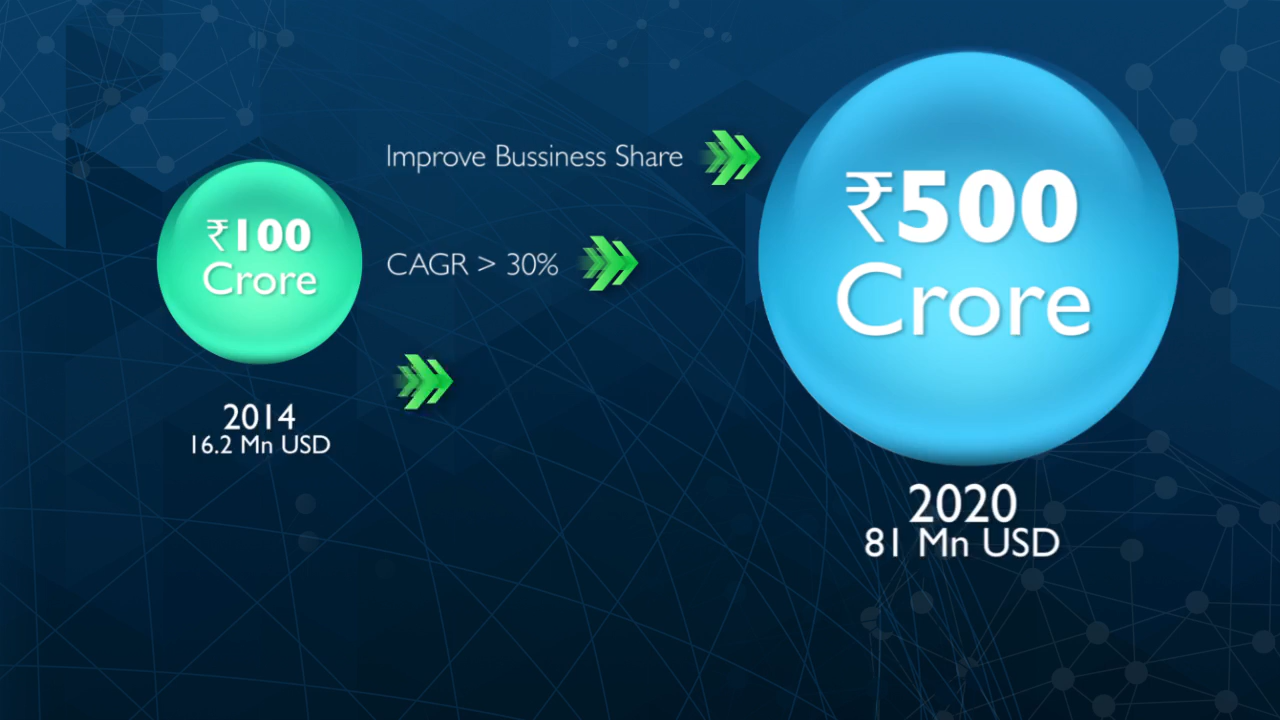 ₹100
Crore
2014
16.2 Mn USD
Improve Bussiness Share
CAGR > 30%
₹500
Crore
2020
81 Mn USD